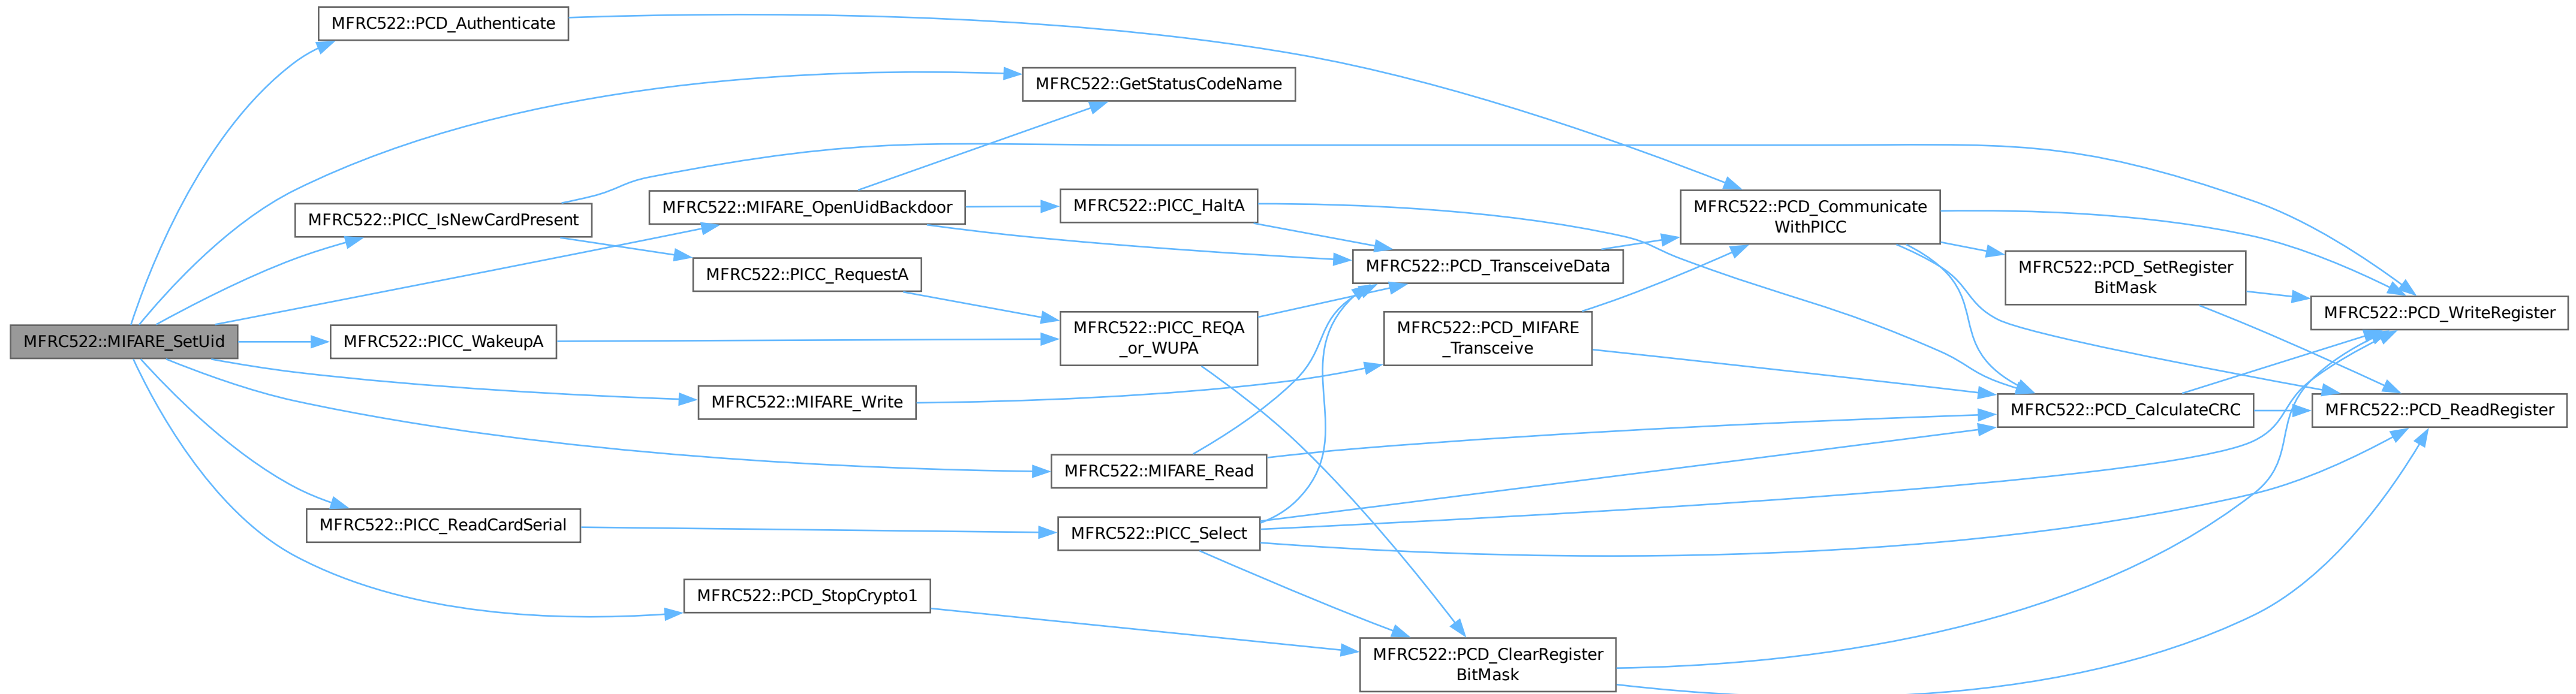 MFRC522::MIFARE_SetUid
MFRC522::PCD_Authenticate
MFRC522::GetStatusCodeName
MFRC522::PICC_IsNewCardPresent
MFRC522::MIFARE_OpenUidBackdoor
MFRC522::PICC_HaltA
MFRC522::PICC_RequestA
MFRC522::PICC_WakeupA
MFRC522::PICC_REQA
_or_WUPA
MFRC522::MIFARE_Write
MFRC522::MIFARE_Read
MFRC522::PICC_ReadCardSerial
MFRC522::PICC_Select
MFRC522::PCD_StopCrypto1
MFRC522::PCD_TransceiveData
MFRC522::PCD_MIFARE
_Transceive
MFRC522::PCD_ClearRegister
BitMask
MFRC522::PCD_Communicate
WithPICC
MFRC522::PCD_SetRegister
BitMask
MFRC522::PCD_CalculateCRC
MFRC522::PCD_WriteRegister
MFRC522::PCD_ReadRegister